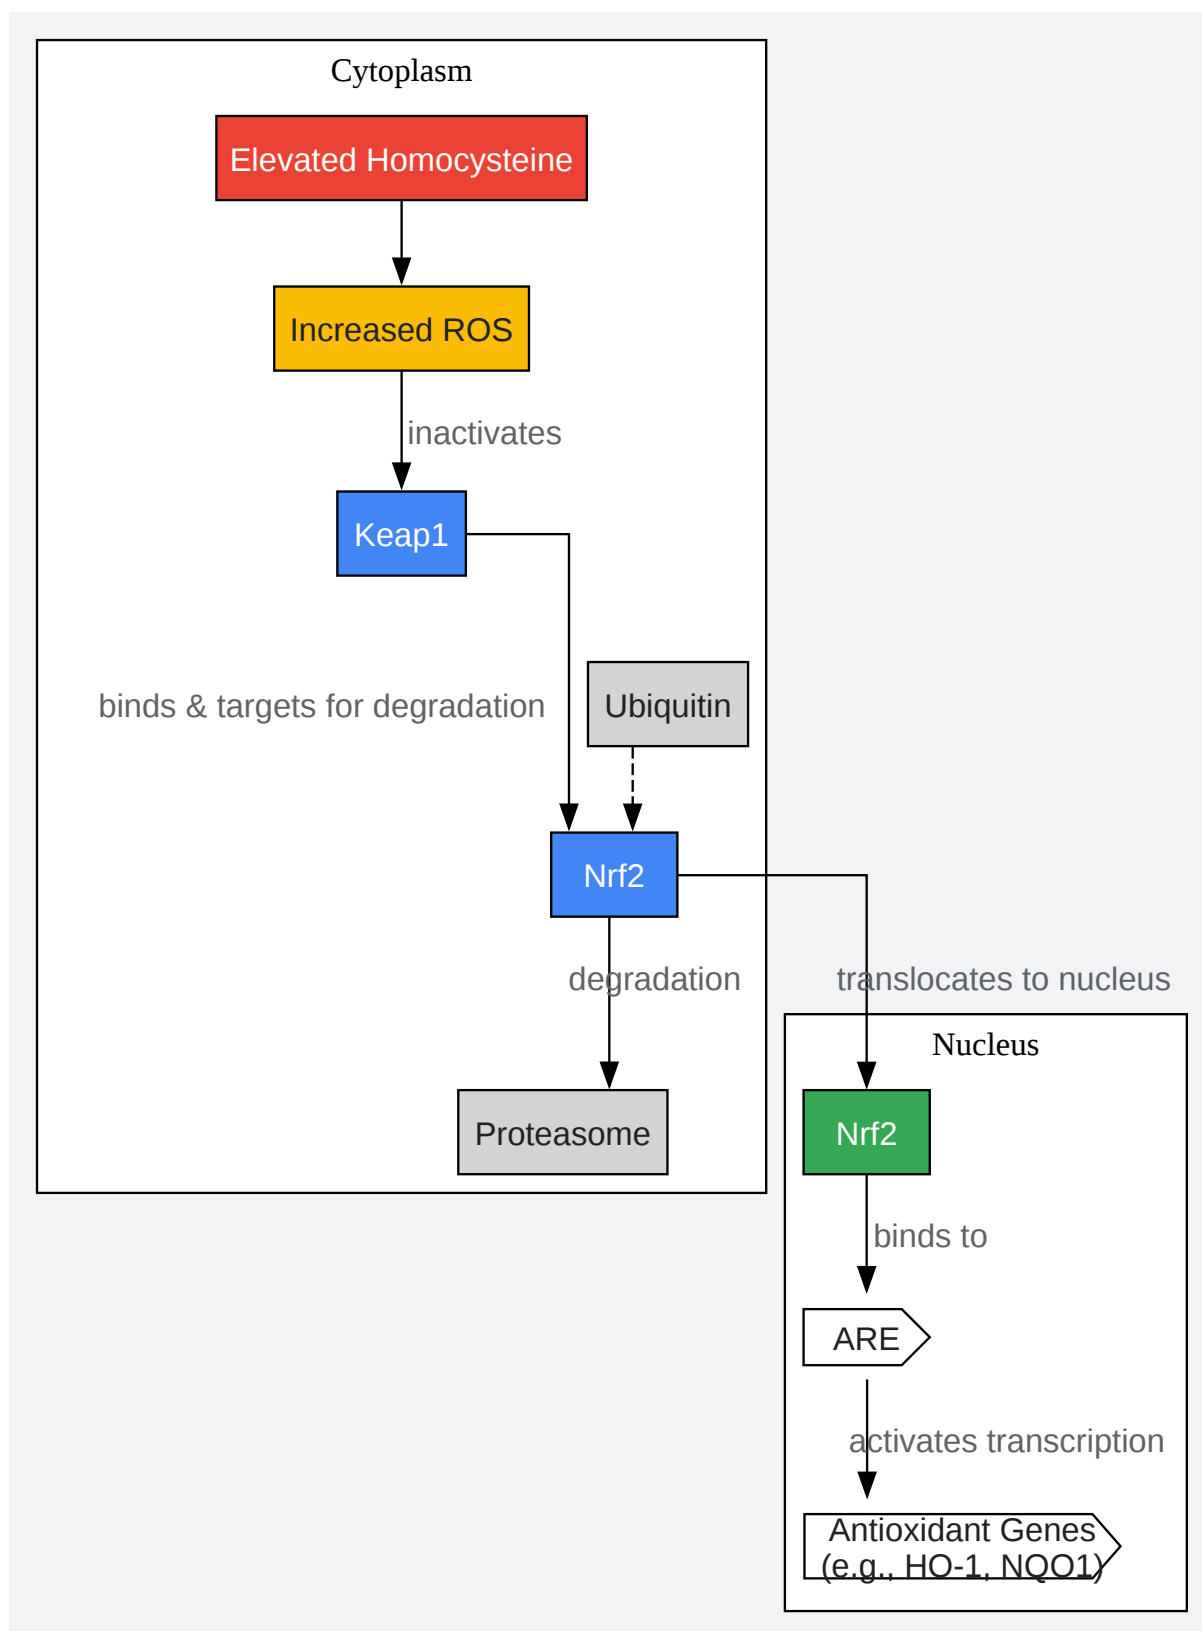 Cytoplasm
Elevated Homocysteine
Increased ROS
inactivates
Keap1
binds & targets for degradation
Ubiquitin
Nrf2
degradation
translocates to nucleus
Nucleus
Proteasome
Nrf2
binds to
ARE
activates transcription
Antioxidant Genes
(e.g., HO-1, NQO1)